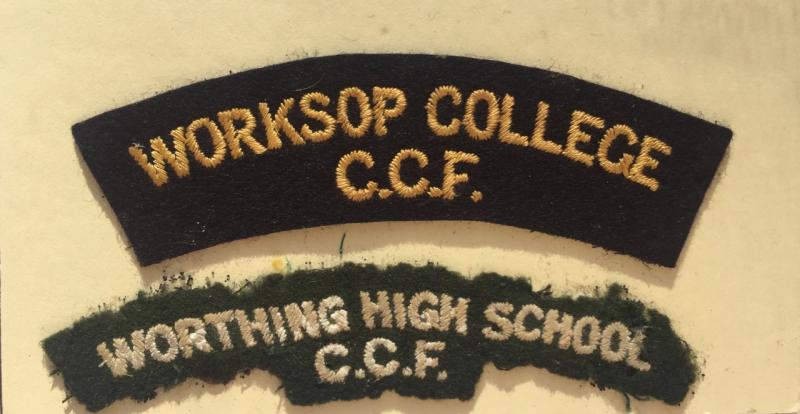 WORKSOP COLLEGE
C.C.F.
WORTHING HIGH SCHOOL
C.C.F.